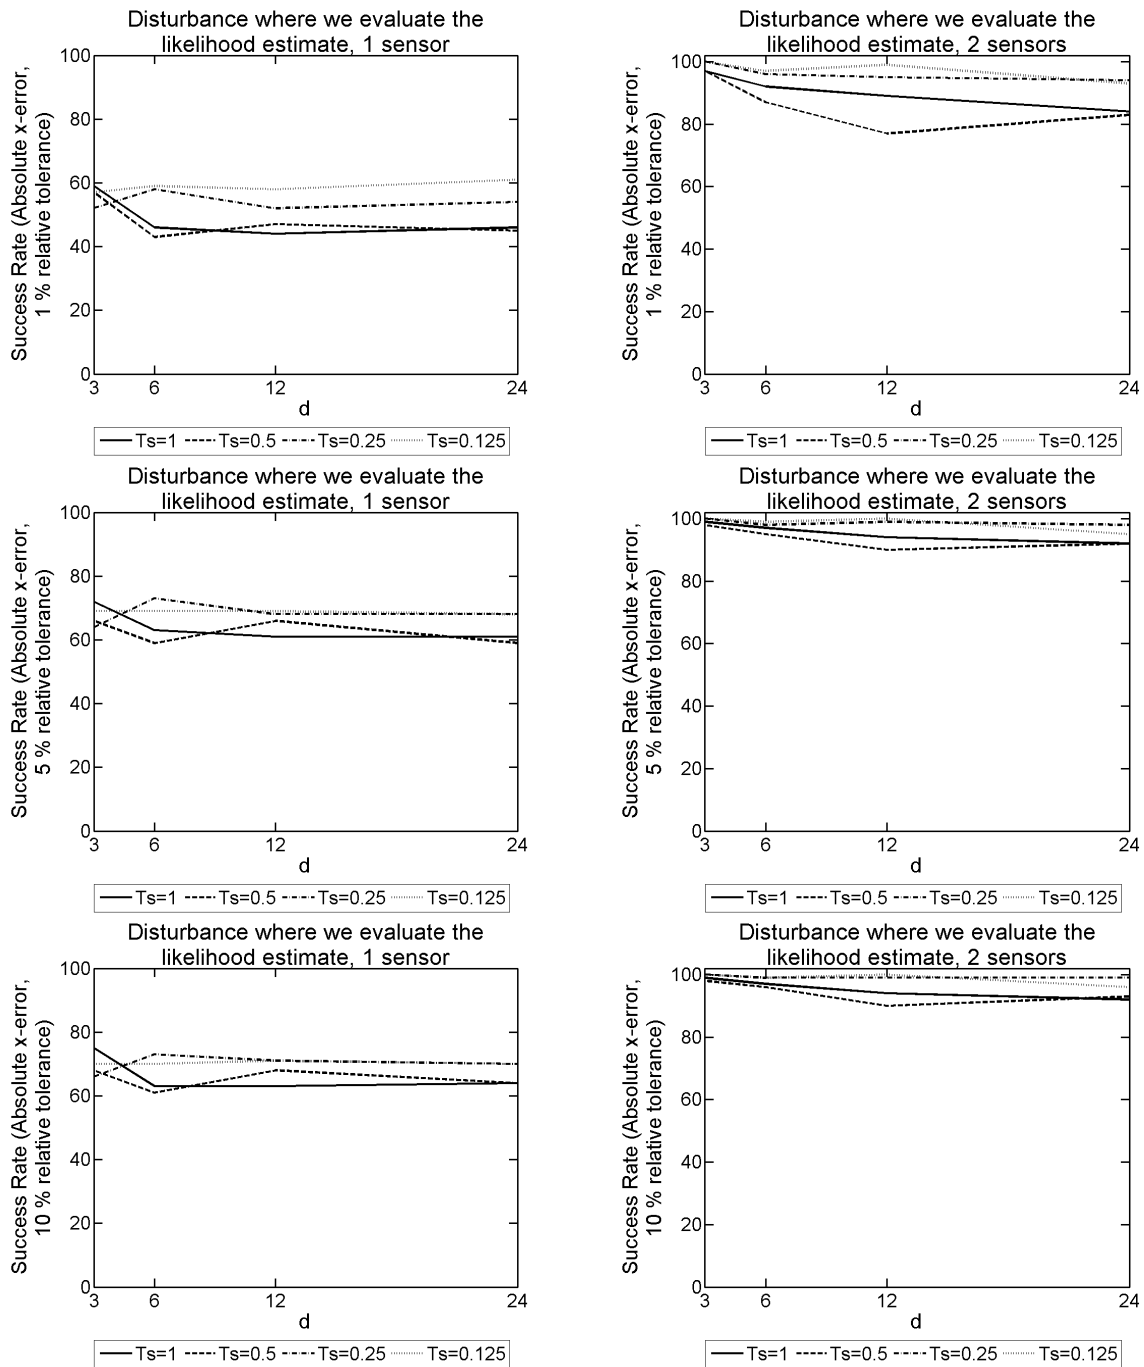 Disturbance where we evaluate the
likelihood estimate, 1 sensor
Success Rate (Absolute x-error,
1 % relative tolerance)
100
80
60
40
20
0
3
6
12
24
d
Ts=1 Ts=0.5 Ts=0.25 Ts=0.125
Disturbance where we evaluate the
likelihood estimate, 2 sensors
Success Rate (Absolute x-error,
1 % relative tolerance)
100
80
60
40
20
0
3
6
12
24
d
Ts=1 Ts=0.5 Ts=0.25 Ts=0.125
Disturbance where we evaluate the
likelihood estimate, 1 sensor
Success Rate (Absolute x-error,
5 % relative tolerance)
100
80
60
40
20
0
3
6
12
24
d
Ts=1 Ts=0.5 Ts=0.25 Ts=0.125
Disturbance where we evaluate the
likelihood estimate, 2 sensors
Success Rate (Absolute x-error,
5 % relative tolerance)
100
80
60
40
20
0
3
6
12
24
d
Ts=1 Ts=0.5 Ts=0.25 Ts=0.125
Disturbance where we evaluate the
likelihood estimate, 1 sensor
Success Rate (Absolute x-error,
10 % relative tolerance)
100
80
60
40
20
0
3
6
12
24
d
Ts=1 Ts=0.5 Ts=0.25 Ts=0.125
Disturbance where we evaluate the
likelihood estimate, 2 sensors
Success Rate (Absolute x-error,
10 % relative tolerance)
100
80
60
40
20
0
3
6
12
24
d
Ts=1 Ts=0.5 Ts=0.25 Ts=0.125